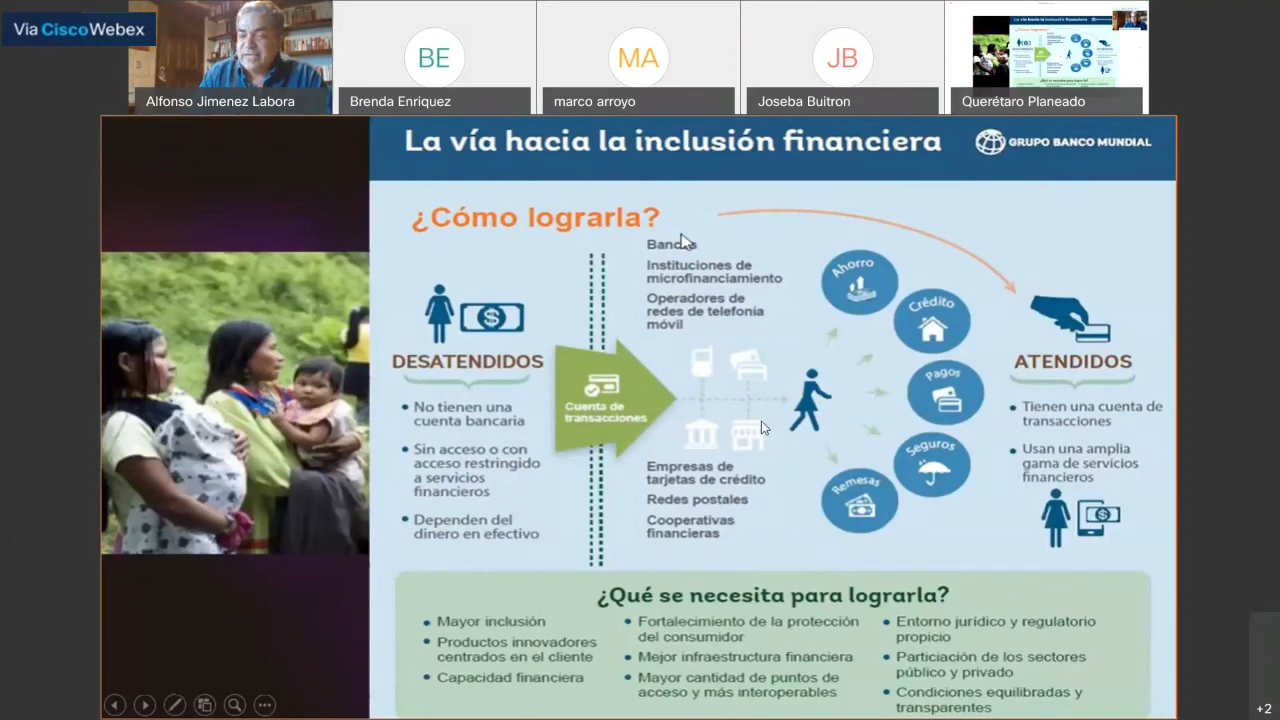 Via Cisco Webex
BE
MA
JB
Alfonso Jimenez Labora
Brenda Enriquez
marco arroyo
Joseba Buitron
Querétaro Planeado
La vía hacia la inclusión financiera
GRUPO BANCO MUNDIAL
¿Cómo lograrla?
DESATENDIDOS
No tienen una
cuenta bancaria
Sin acceso o con
acceso restringido
a servicios
financieros
Dependen del
dinero en efectivo
Cuenta de
transacciones
Instituciones de
microfinanciamiento
Operadores de
redes de telefonía
móvil
Empresas de
tarjetas de crédito
Redes postales
Cooperativas
financieras
Ahorro
Crédito
Pagos
Seguros
Remesas
ATENDIDOS
Tienen una cuenta de
transacciones
Usan una amplia
gama de servicios
financieros
¿Qué se necesita para lograrla?
Mayor inclusión
Productos innovadores
centrados en el cliente
Capacidad financiera
Fortalecimiento de la protección
del consumidor
Mejor infraestructura financiera
Mayor cantidad de puntos de
acceso y más interoperables
Entorno jurídico y regulatorio
propicio
Particiación de los sectores
público y privado
Condiciones equilibradas y
transparentes
+2